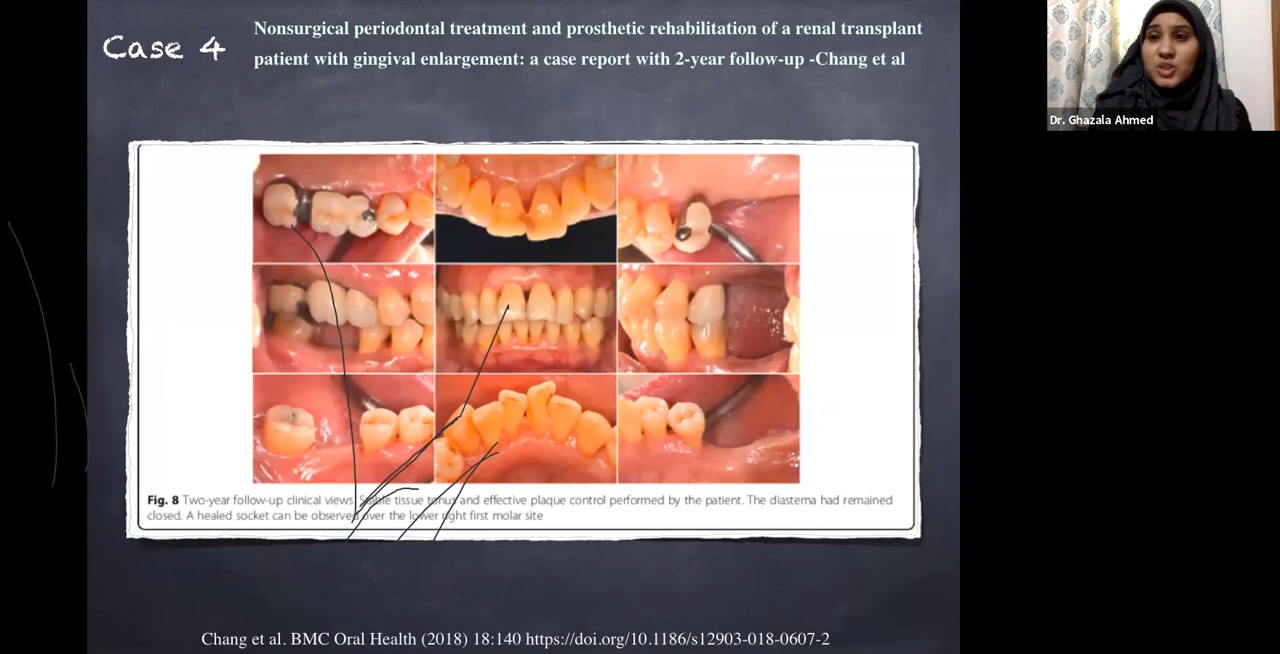 Case 4
Nonsurgical periodontal treatment and prosthetic rehabilitation of a renal transplant
patient with gingival enlargement: a case report with 2-year follow-up -Chang et al
Dr. Ghazala Ahmed
Fig. 8 Two-year follow-up clinical views. Stable tissue tonus and effective plaque control performed by the patient. The diastema had remained
closed. A healed socket can be observed over the lower right first molar site
Chang et al. BMC Oral Health (2018) 18:140 https://doi.org/10.1186/s12903-018-0607-2